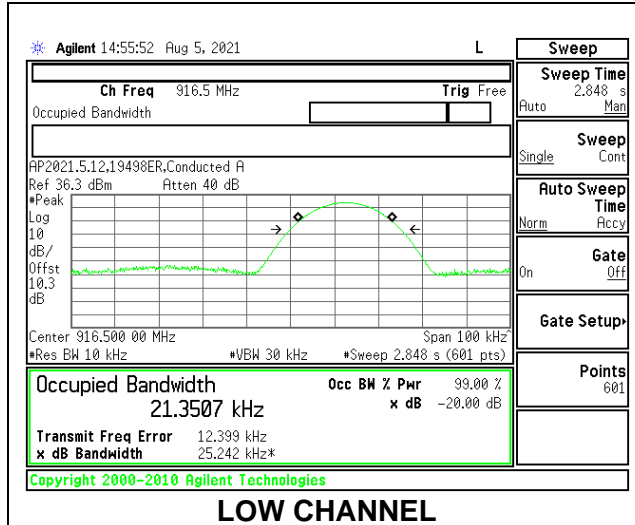 Agilent 14:55:52 Aug 5, 2021 L
Sweep
Ch Freq 916.5 MHz Trig Free
Occupied Bandwidth
Sweep Time
2.848 s
Auto Man
Sweep
Single Cont
AP2021.5.12,19498ER,Conducted A
Ref 36.3 dBm Atten 40 dB
#Peak
Log
10
dB/
Offst
10.3
dB
Auto Sweep
Time
Norm Accy
Gate
On Off
Gate Setup
Center 916.500 00 MHz Span 100 kHz^
#Res BW 10 kHz #VBW 30 kHz #Sweep 2.848 s (601 pts)
Points
601
Occupied Bandwidth Occ BW % Pwr 99.00 %
21.3507 kHz x dB -20.00 dB
Transmit Freq Error 12.399 kHz
x dB Bandwidth 25.242 kHz*
Copyright 2000-2010 Agilent Technologies
LOW CHANNEL